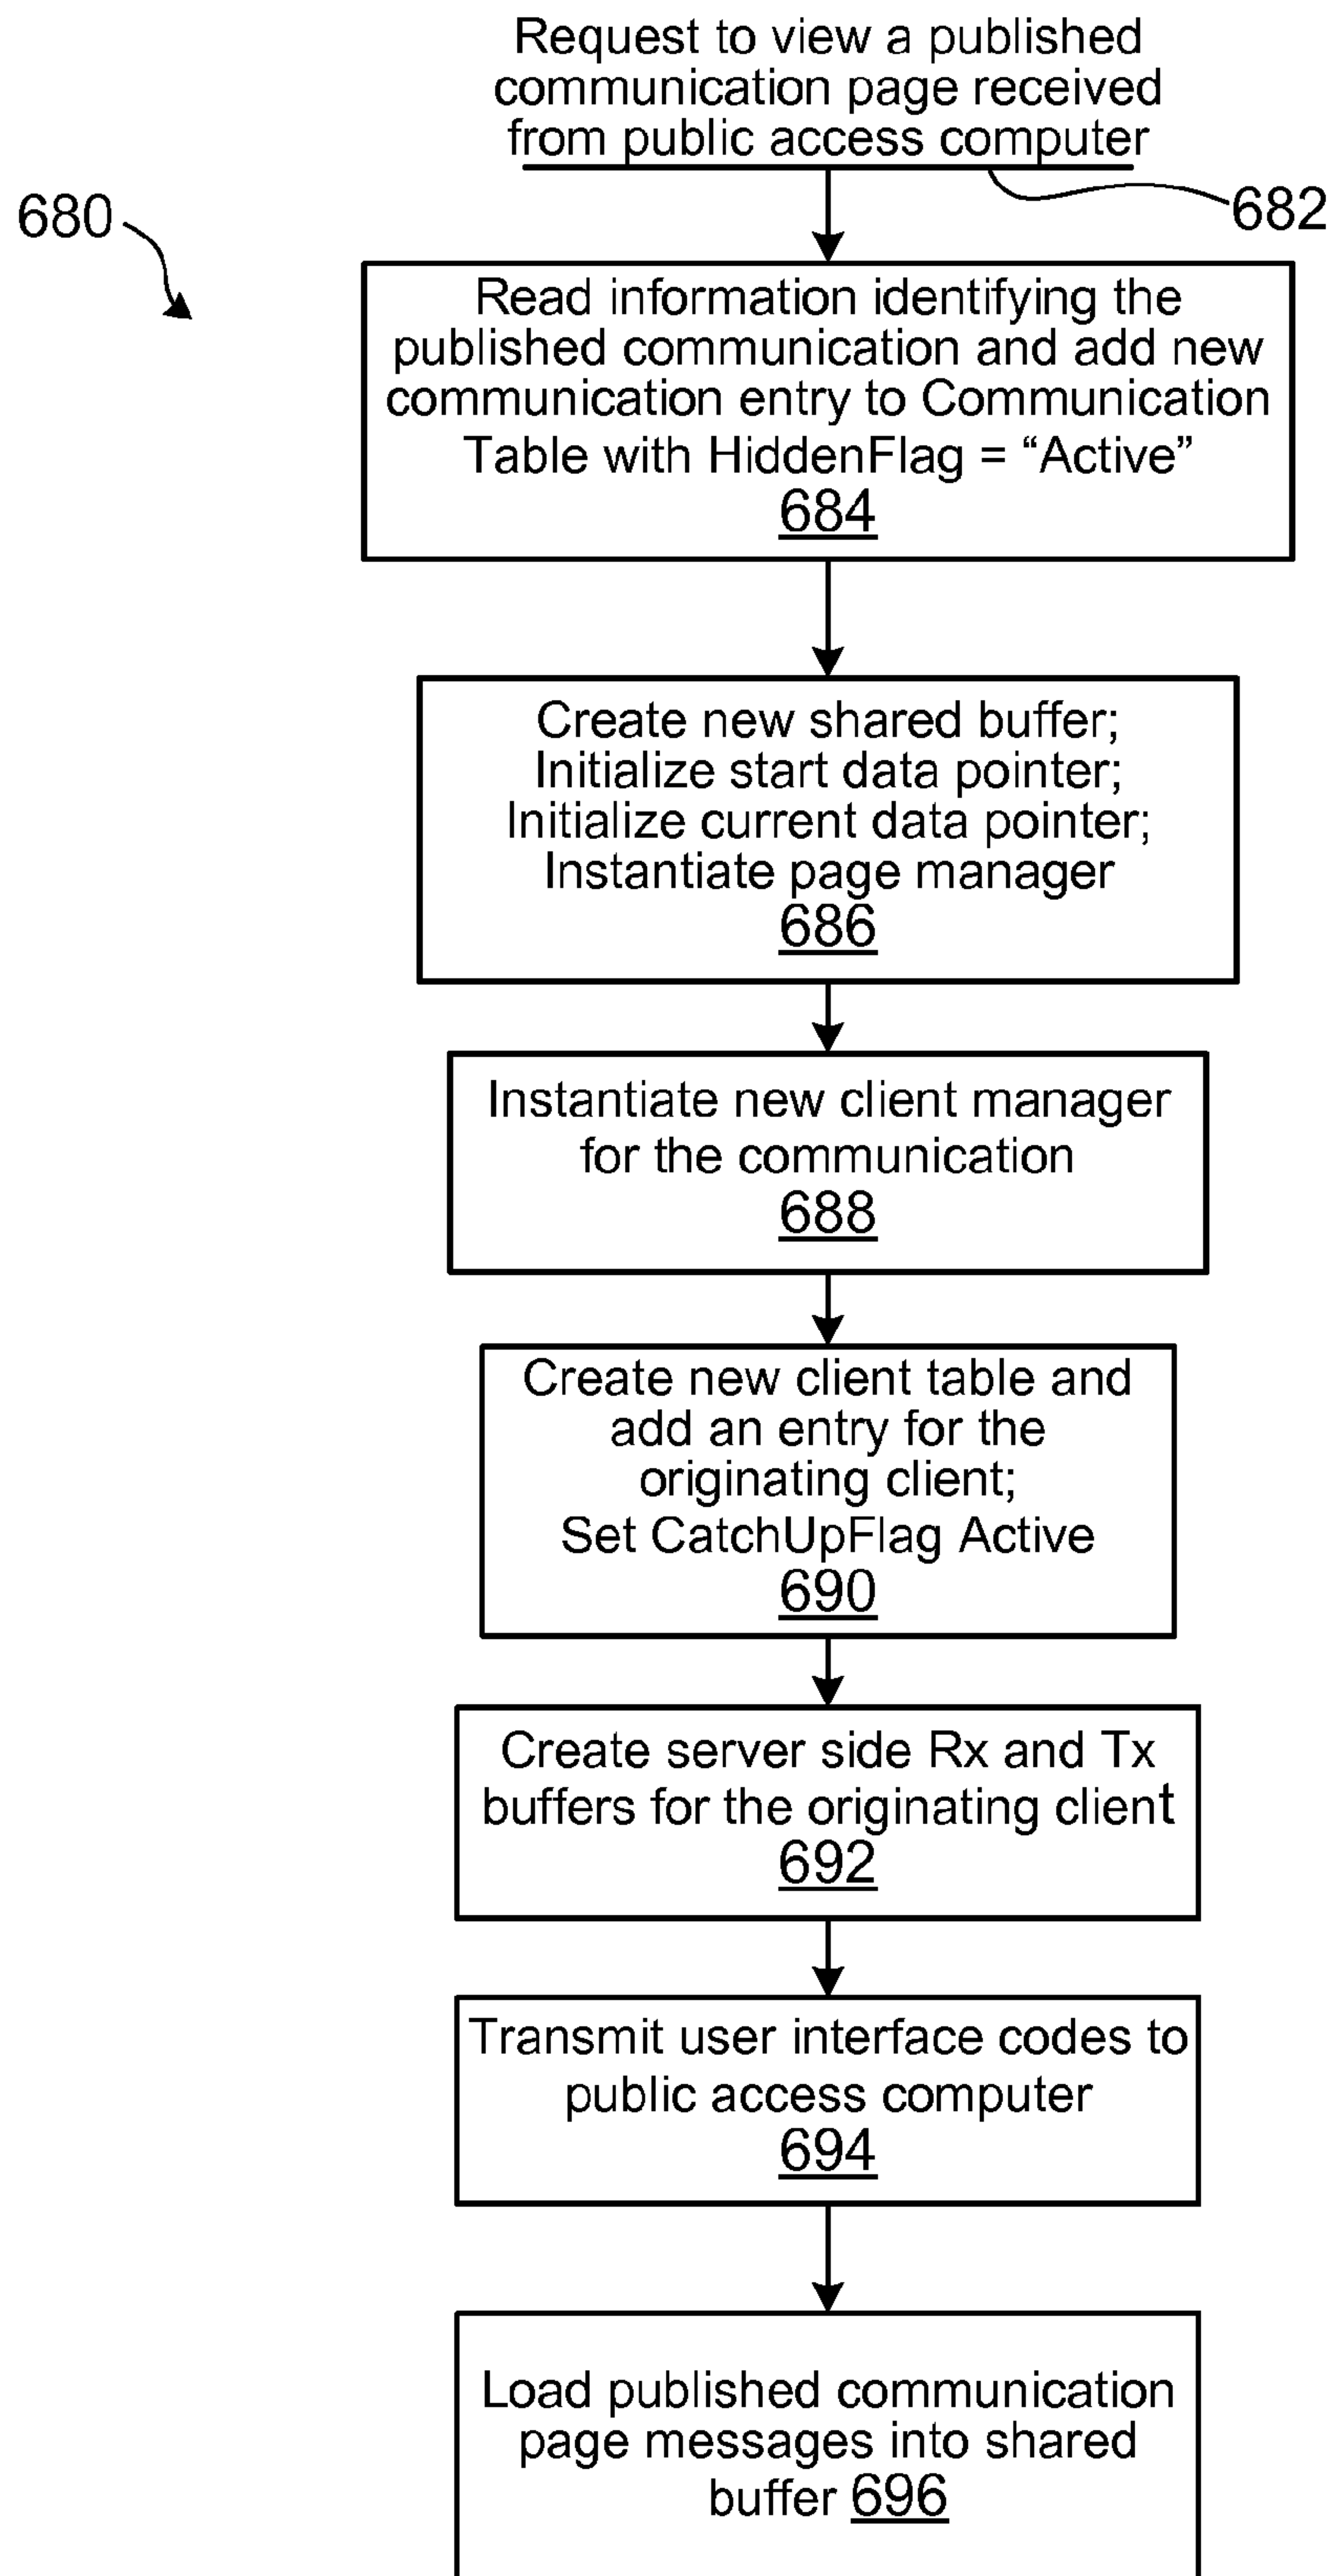 Request to view a published
communication page received
from public access computer
680
682
Read information identifying the
published communication and add new
communication entry to Communication
Table with HiddenFlag = “Active”
684
Create new shared buffer;
Initialize start data pointer;
Initialize current data pointer;
Instantiate page manager
686
Instantiate new client manager
for the communication
688
Create new client table and
add an entry for the
originating client;
Set CatchUpFlag Active
690
Create server side Rx and Tx
buffers for the originating client
692
Transmit user interface codes to
public access computer
694
Load published communication
page messages into shared
buffer 696